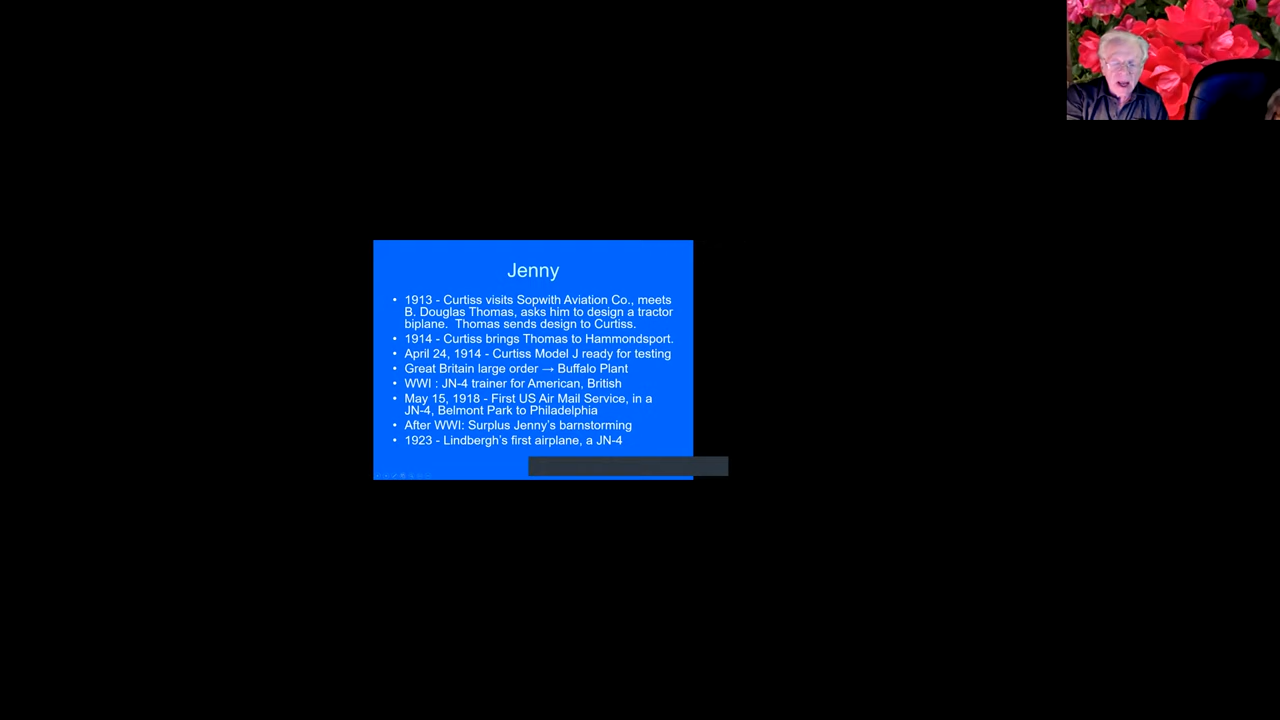 Jenny
• 1913 - Curtiss visits Sopwith Aviation Co., meets
B. Douglas Thomas, asks him to design a tractor
biplane.  Thomas sends design to Curtiss.
• 1914 - Curtiss brings Thomas to Hammondsport.
• April 24, 1914 - Curtiss Model J ready for testing
• Great Britain large order → Buffalo Plant
• WWI : JN-4 trainer for American, British
• May 15, 1918 - First US Air Mail Service, in a
JN-4, Belmont Park to Philadelphia
• After WWI: Surplus Jenny’s barnstorming
• 1923 - Lindbergh’s first airplane, a JN-4